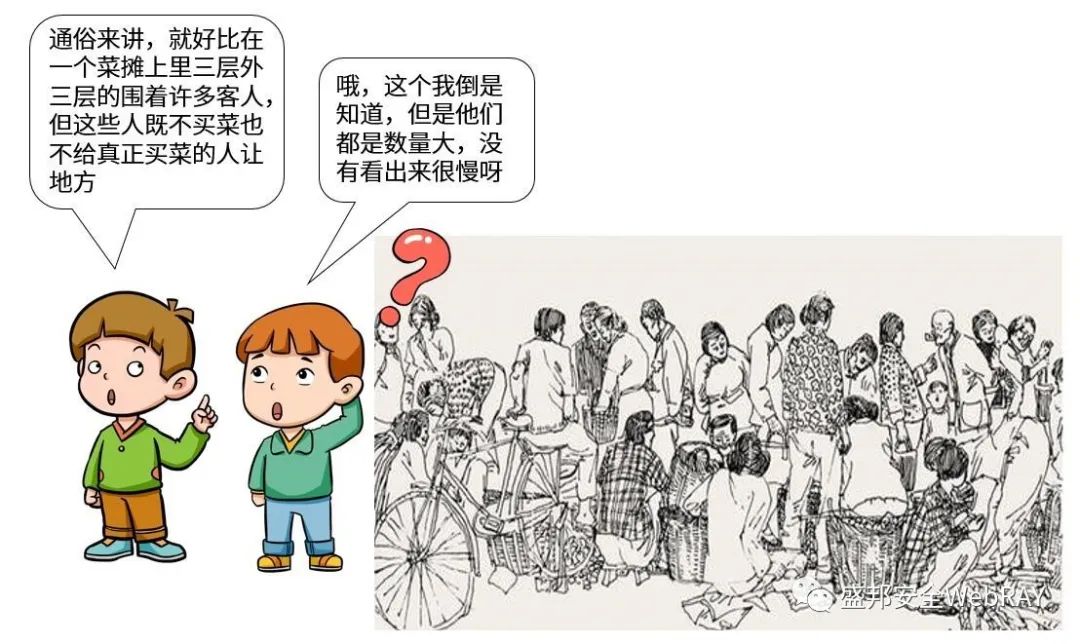 通俗来讲，就好比在
一个菜摊上里三层外
三层的围着许多客人，
但这些人既不买菜也
不给真正买菜的人让
地方
哦，这个我倒是
知道，但是他们
都是数量大，没
有看出来很慢呀
?
盛邦安全WebRAY